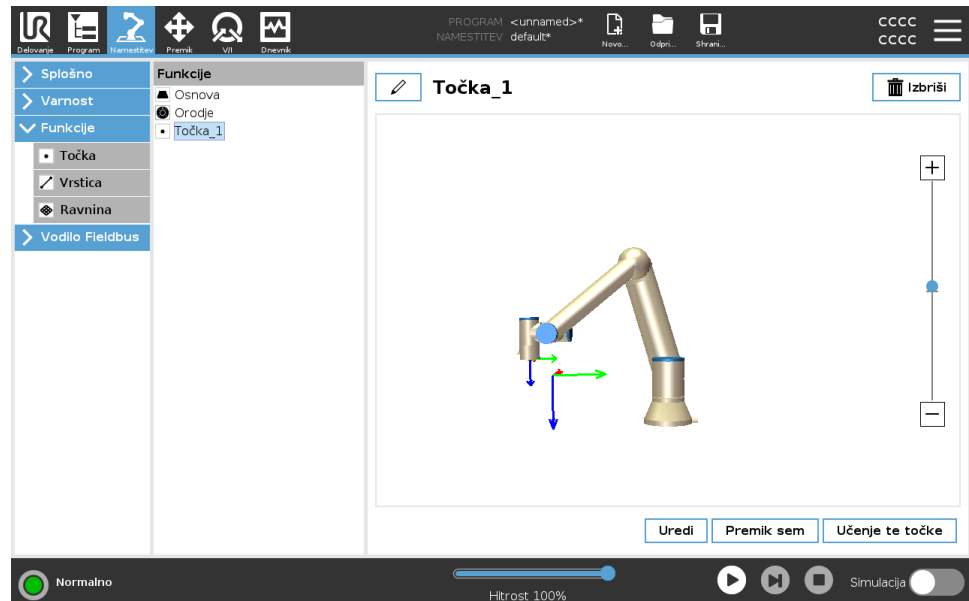 PROGRAM <unnamed>*
NAMESTITEV default*
Delovanje Program Namestitev Premik V/I Dnevnik
Novo... Odpri... Shrani...
CCCC
CCCC
Splošno
Varnost
Funkcije
Točka
Vrstica
Ravnina
Vodilo Fieldbus
Funkcije
Osnova
Orodje
Točka_1
Točka_1
Izbriši
Uredi Premik sem Učenje te točke
Normalno
Hitrost 100%
Simulacija